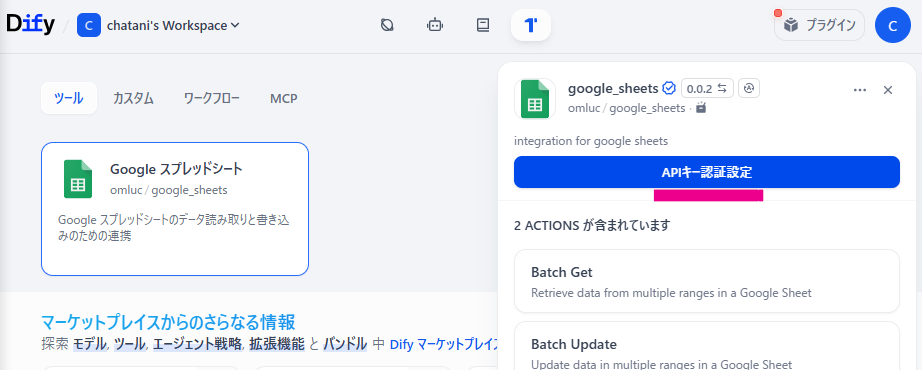 Dify / C chatani's Workspace
プラグイン
C
ツール カスタム ワークフロー MCP
Google スプレッドシート
omluc / google_sheets
Google スプレッドシートのデータ読み取りと書き込
みのための連携
マーケットプレイスからのさらなる情報
探索 モデル, ツール, エージェント戦略, 拡張機能 と バンドル 中 Dify マーケットプレイス
google_sheets 0.0.2
omluc / google_sheets ·
integration for google sheets
APIキー認証設定
2 ACTIONS が含まれています
Batch Get
Retrieve data from multiple ranges in a Google Sheet
Batch Update
Update data in multiple ranges in a Google Sheet